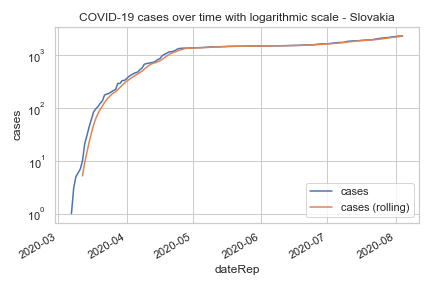 COVID-19 cases over time with logarithmic scale - Slovakia
cases
10³
10²
10¹
10⁰
cases
cases (rolling)
2020-03
2020-04
2020-05
2020-06
2020-07
2020-08
dateRep